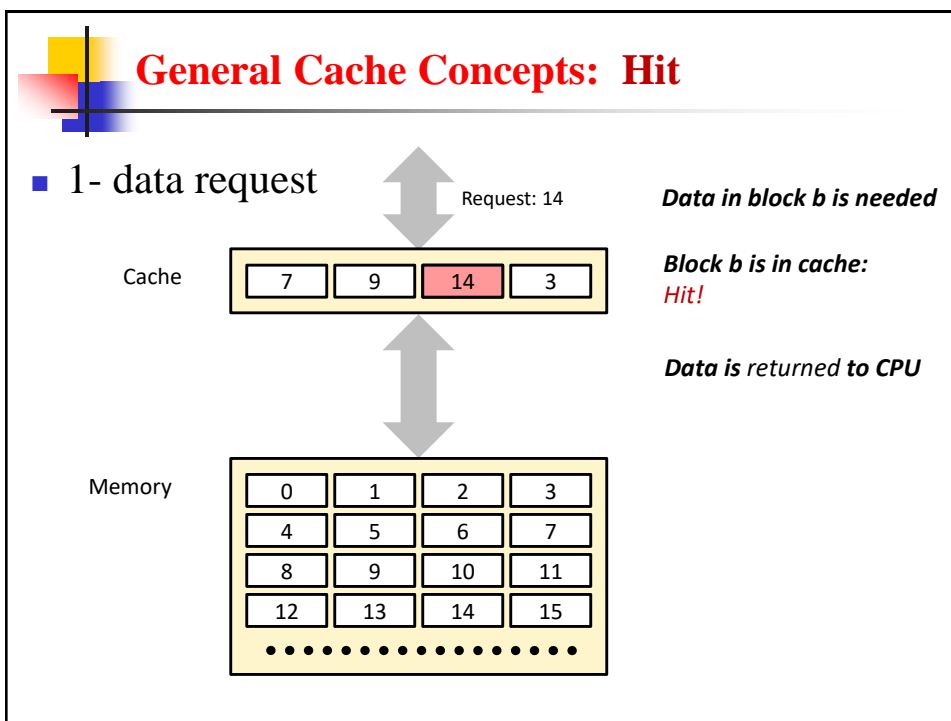 General Cache Concepts: Hit
1- data request
Request: 14
Data in block b is needed
Cache
7 9 14 3
Block b is in cache:
Hit!
Data is returned to CPU
Memory
0 1 2 3
4 5 6 7
8 9 10 11
12 13 14 15